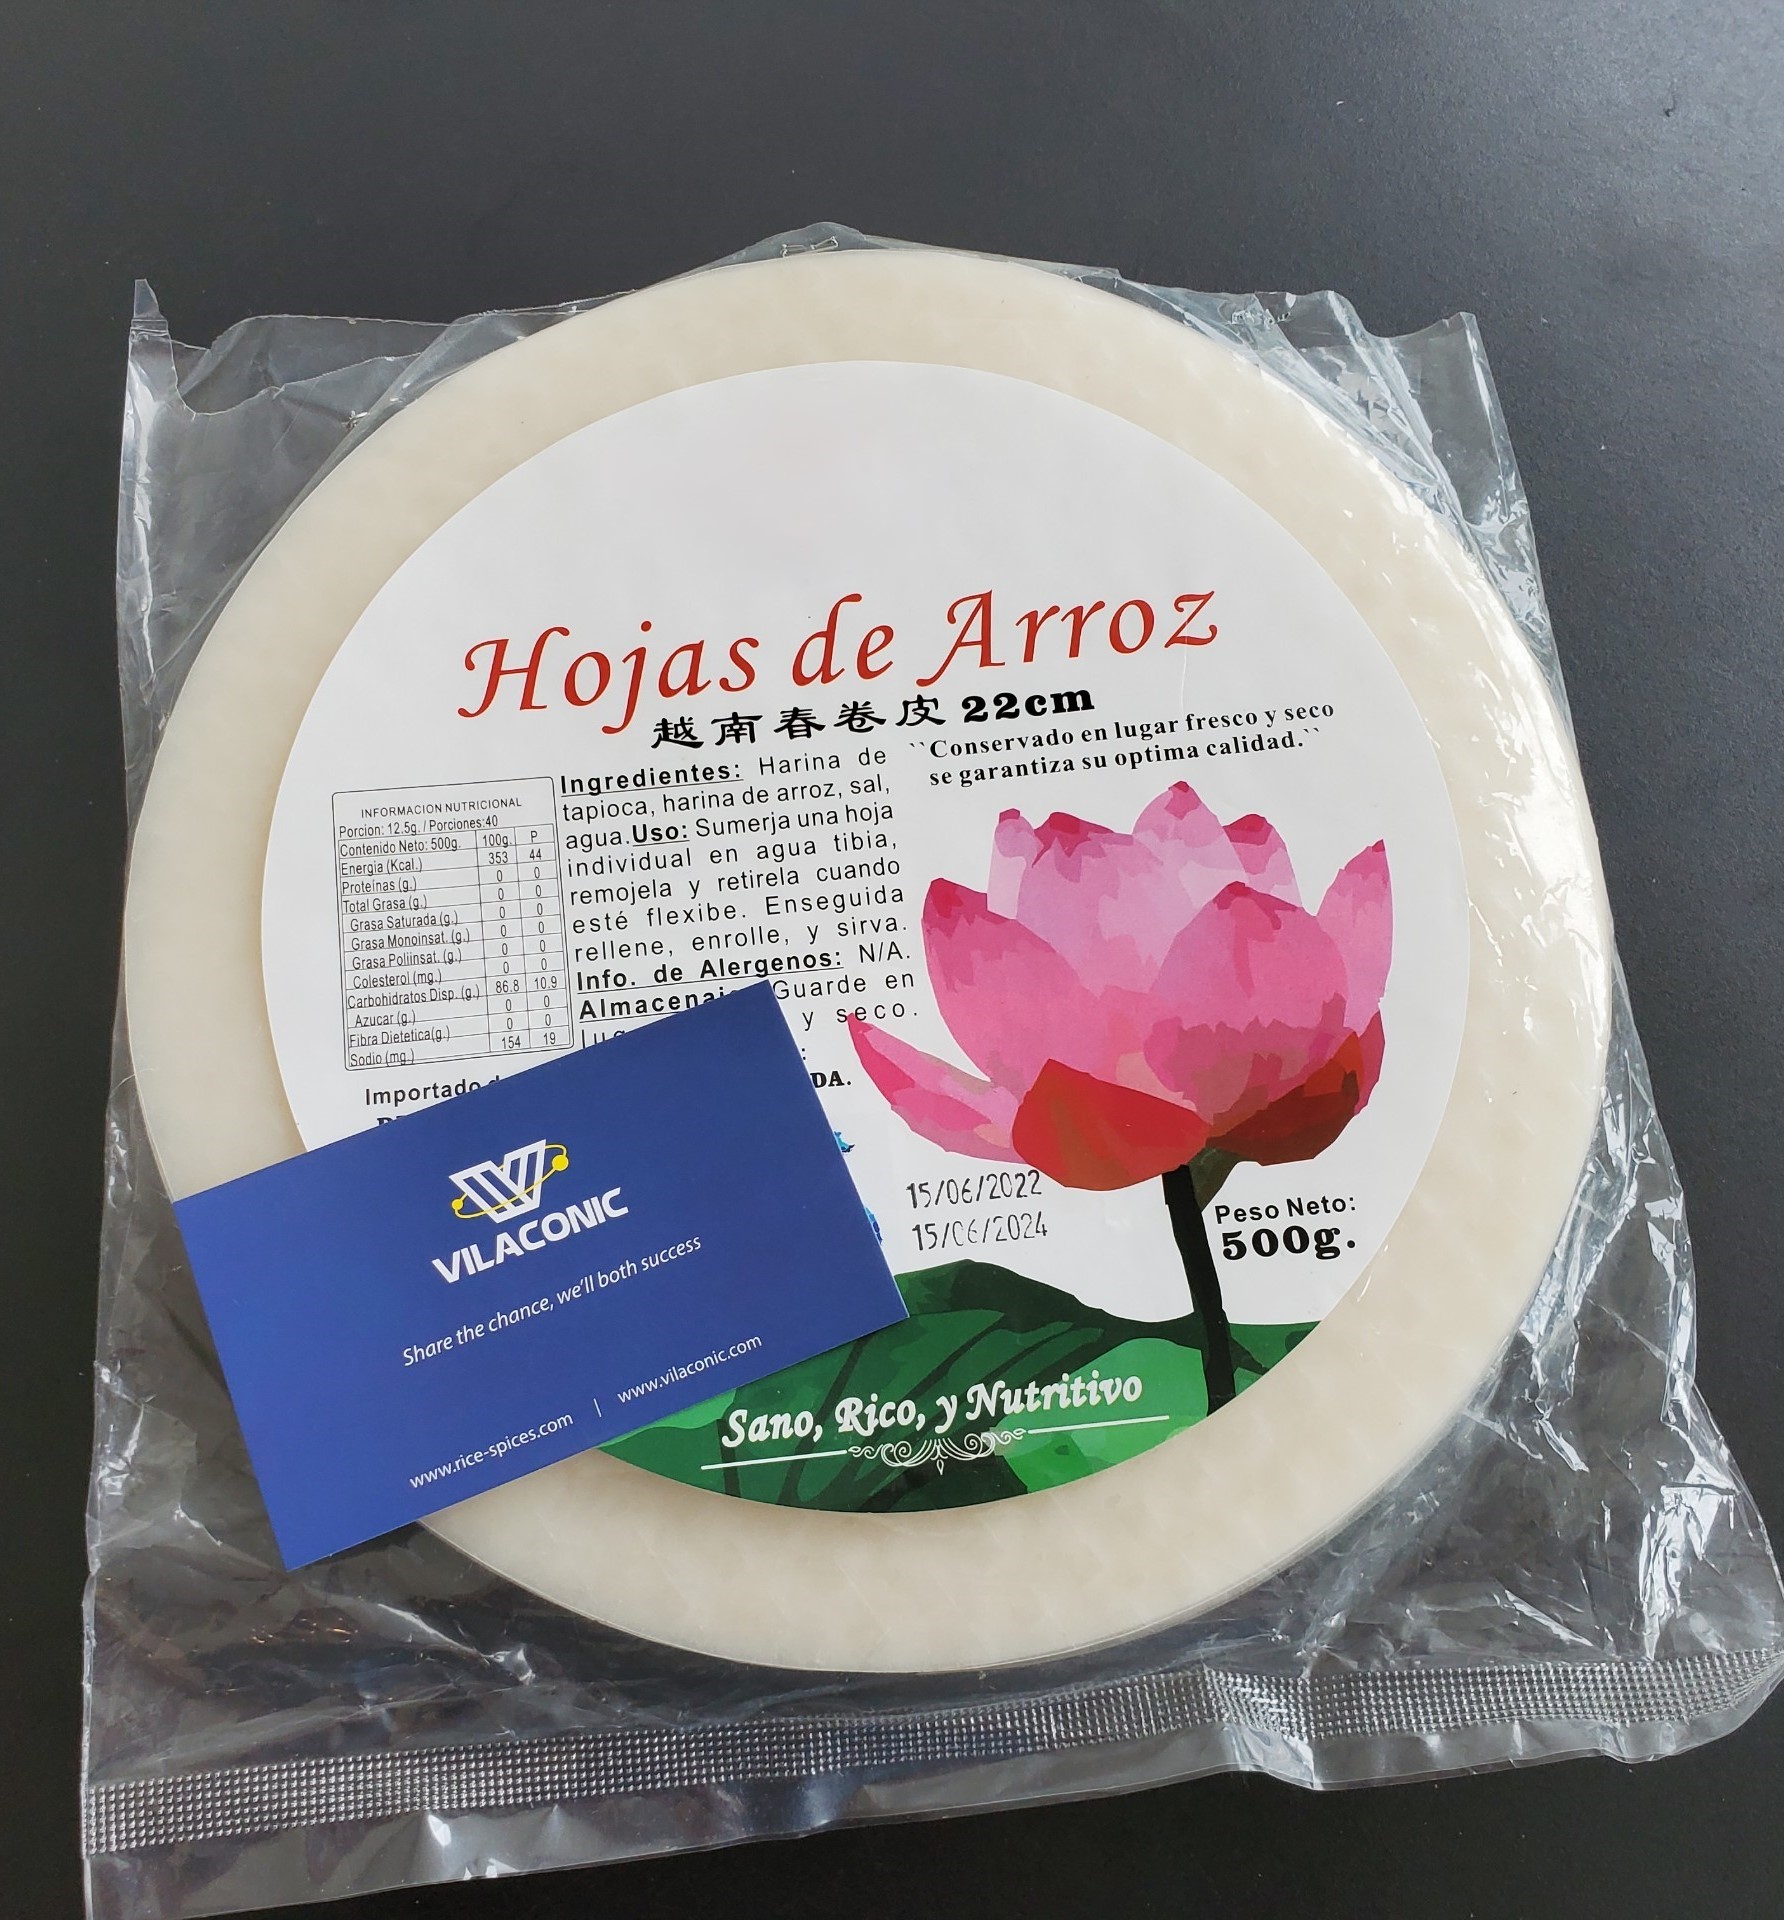 Hojas de Arroz
越南春卷皮 22cm
``Conservado en lugar fresco y seco
se garantiza su optima calidad.``
INFORMACION NUTRICIONAL
Porcion: 12.5g. / Porciones:40
Contenido Neto: 500g. 100g. P
Energia (Kcal.) 353 44
Proteínas (g.) 0 0
Total Grasa (g.) 0 0
Grasa Saturada (g.) 0 0
Grasa Monoinsat. (g.) 0 0
Grasa Poliinsat. (g.) 0 0
Colesterol (mg.) 0 0
Carbohidratos Disp. (g.) 86.8 10.9
Azucar (g.) 0 0
Fibra Dietetica(g.) 0 0
Sodio (mg.) 154 19
Ingredientes: Harina de
tapioca, harina de arroz, sal,
agua. Uso: Sumerja una hoja
individual en agua tibia,
remojela y retirela cuando
esté flexibe. Enseguida
rellene, enrolle, y sirva.
Info. de Alergenos: N/A.
Guarde en
y seco.
Importado
DA.
15/06/2022
15/06/2024
Peso Neto:
500g.
Sano, Rico, y Nutritivo
VILACONIC
Share the chance, we'll both success
www.rice-spices.com | www.vilaconic.com